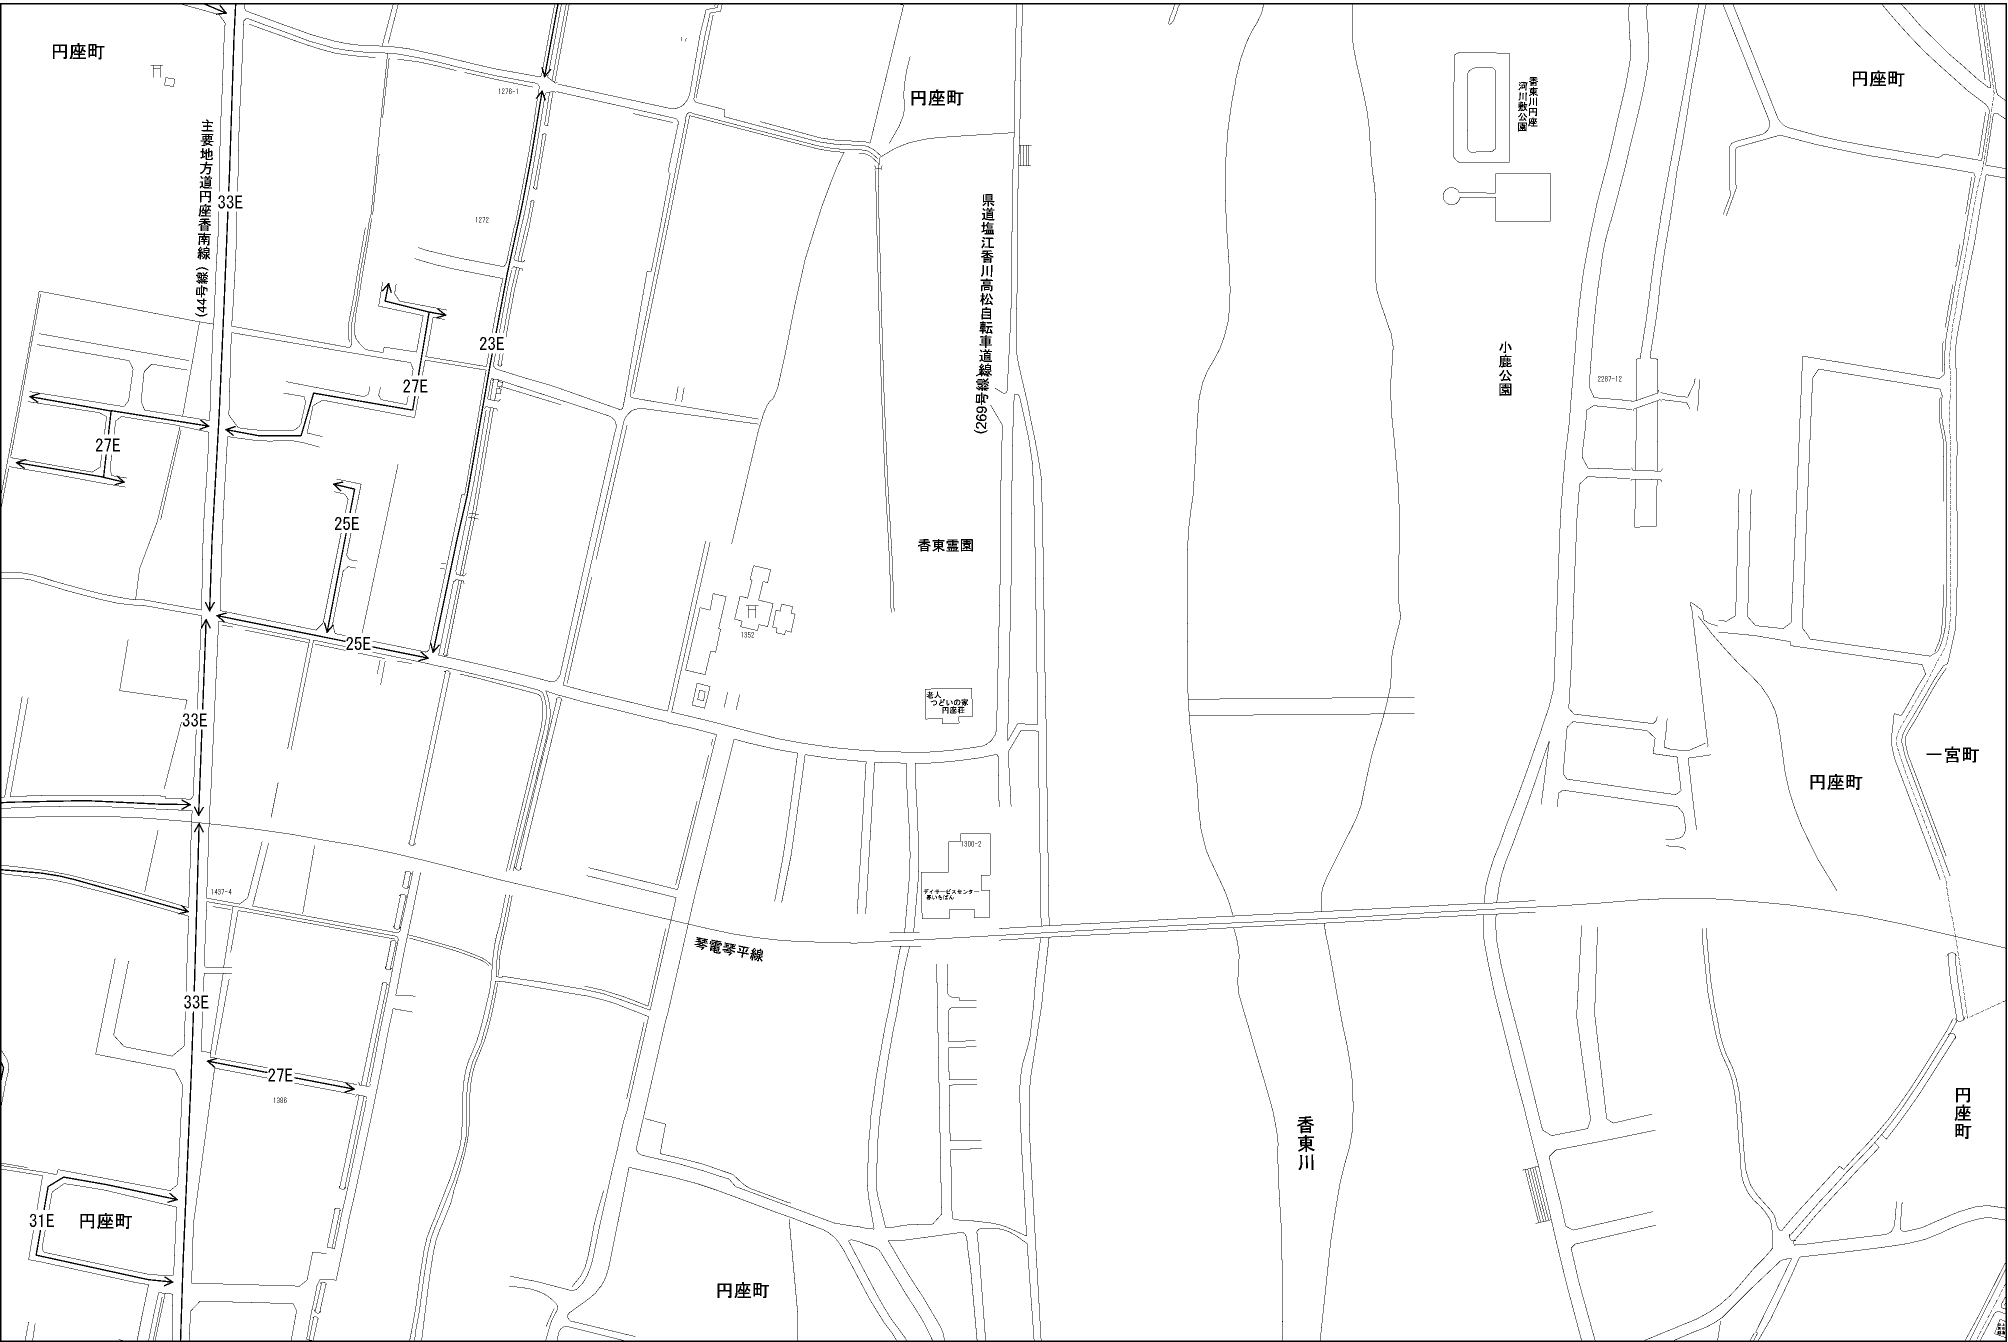 円座町
円座町
円座町
香東川円座
河川敷公園
1276-1
主要地方道円座香南線
(44号線)
33E
1272
県道塩江香川高松自転車道線
(269号線)
23E
小鹿公園
2287-12
27E
27E
25E
香東霊園
25E
1352
老人
つどいの家
円座荘
33E
一宮町
円座町
1300-2
デイサービスセンター
1437-4
琴電琴平線
33E
27E
1386
香東川
円座町
31E
円座町
円座町